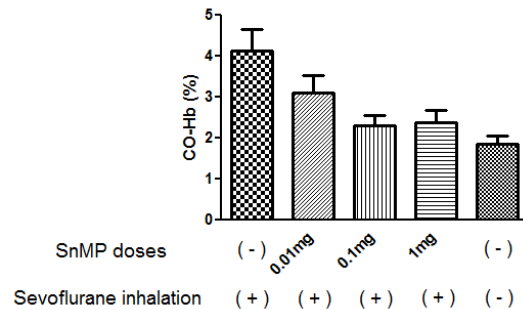 5
4
3
2
1
0
CO-Hb (%)
SnMP doses (-) 0.01mg 0.1mg 1mg (-)
Sevoflurane inhalation (+) (+) (+) (+) (-)